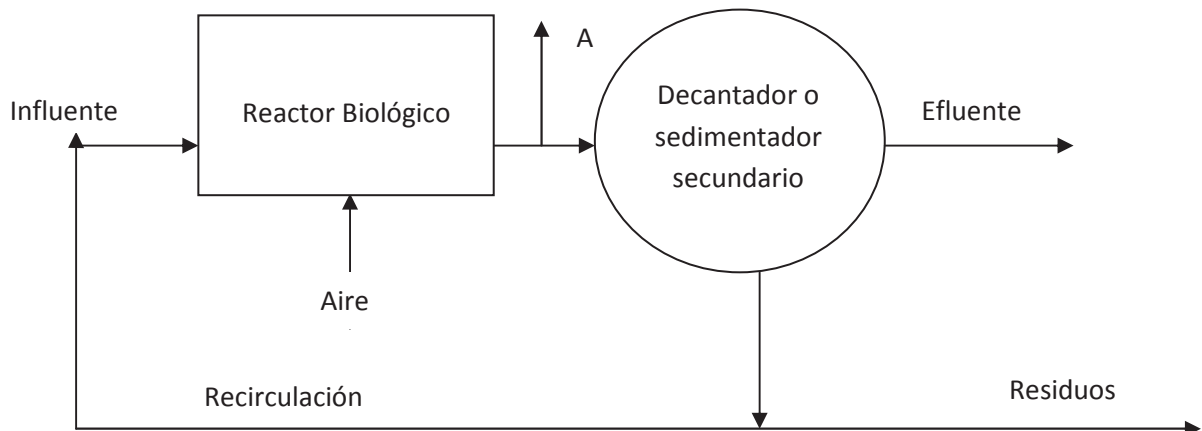 A
Influente
Reactor Biológico
Decantador o
sedimentador
secundario
Efluente
Aire
Recirculación
Residuos